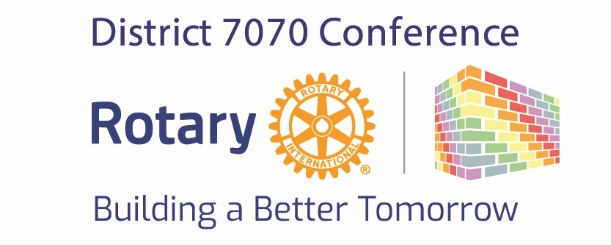 District 7070 Conference
Rotary
ROTARY
INTERNATIONAL
®
Building a Better Tomorrow